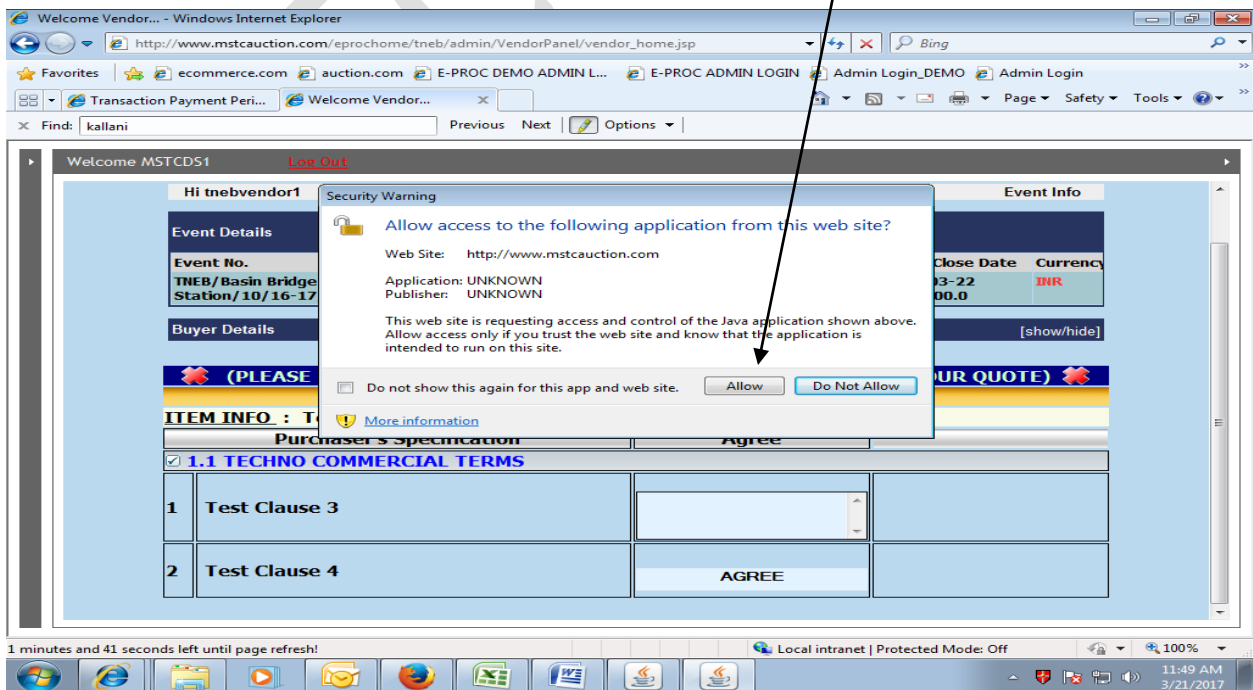 Welcome Vendor... - Windows Internet Explorer
http://www.mstcauction.com/eprochome/tneb/admin/VendorPanel/vendor_home.jsp
Bing
Favorites ecommerce.com auction.com E-PROC DEMO ADMIN L... E-PROC ADMIN LOGIN Admin Login_DEMO Admin Login
Transaction Payment Peri... Welcome Vendor... Page Safety Tools
Find: kallani Previous Next Options
Welcome MSTCDS1 Log Out
Hi tnebvendor1 Event Info
Security Warning
Allow access to the following application from this web site?
Web Site: http://www.mstcauction.com
Application: UNKNOWN
Publisher: UNKNOWN
This web site is requesting access and control of the Java application shown above.
Allow access only if you trust the web site and know that the application is
intended to run on this site.
Do not show this again for this app and web site. Allow Do Not Allow
More information
Event Details
Event No. Close Date Currency
TNEB/Basin Bridge 03-22 INR
Station/10/16-17 00.0
Buyer Details [show/hide]
(PLEASE OUR QUOTE)
ITEM INFO :
Purchaser's Specification Agree
1.1 TECHNO COMMERCIAL TERMS
1 Test Clause 3
2 Test Clause 4 AGREE
1 minutes and 41 seconds left until page refresh! Local intranet | Protected Mode: Off 100%
11:49 AM
3/21/2017